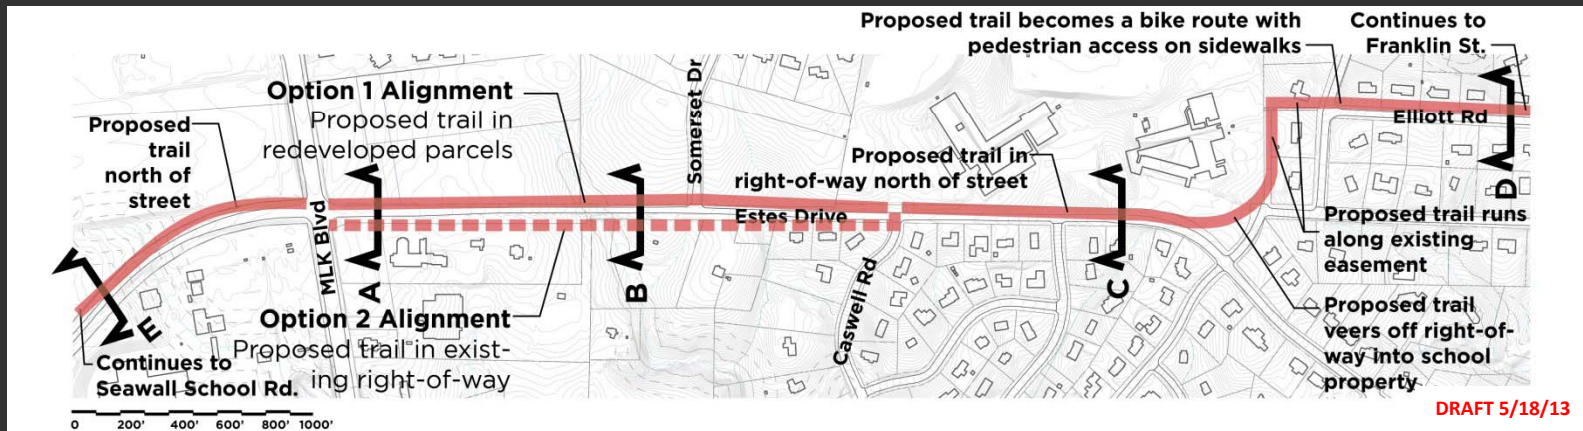 Proposed trail becomes a bike route with
pedestrian access on sidewalks
Continues to
Franklin St.
Option 1 Alignment
Proposed trail in
redeveloped parcels
Proposed
trail
north of
street
Somerset Dr
Elliott Rd
Proposed trail in
right-of-way north of street
MLK Blvd
Estes Drive
D
Proposed trail runs
along existing
easement
A
B
C
Caswell Rd
E
Option 2 Alignment
Proposed trail in exist-
ing right-of-way
Proposed trail
veers off right-of-
way into school
property
Continues to
Seawall School Rd.
0 200' 400' 600' 800' 1000'
DRAFT 5/18/13